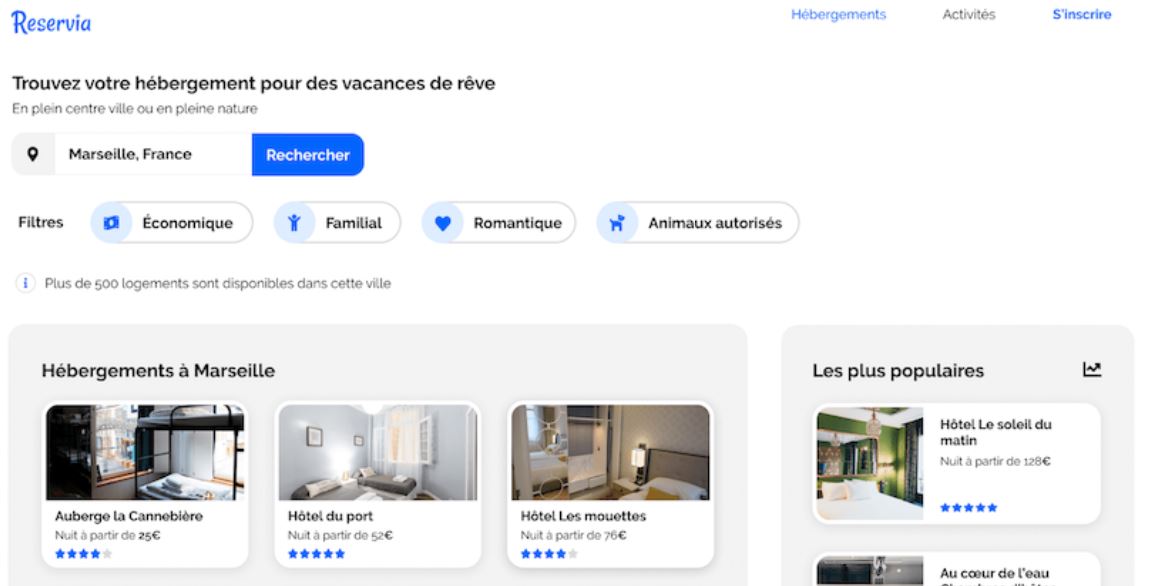 Reservia
Hébergements
Activités
S'inscrire
Trouvez votre hébergement pour des vacances de rêve
En plein centre ville ou en pleine nature
Marseille, France
Rechercher
Filtres
Économique
Familial
Romantique
Animaux autorisés
Plus de 500 logements sont disponibles dans cette ville
Hébergements à Marseille
Auberge la Cannebière
Nuit à partir de 25€
Hôtel du port
Nuit à partir de 52€
Hôtel Les mouettes
Nuit à partir de 76€
Les plus populaires
Hôtel Le soleil du
matin
Nuit à partir de 128€
Au cœur de l'eau